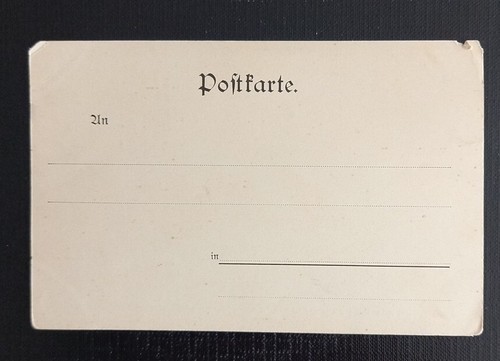 Poſtkarte.
An
in